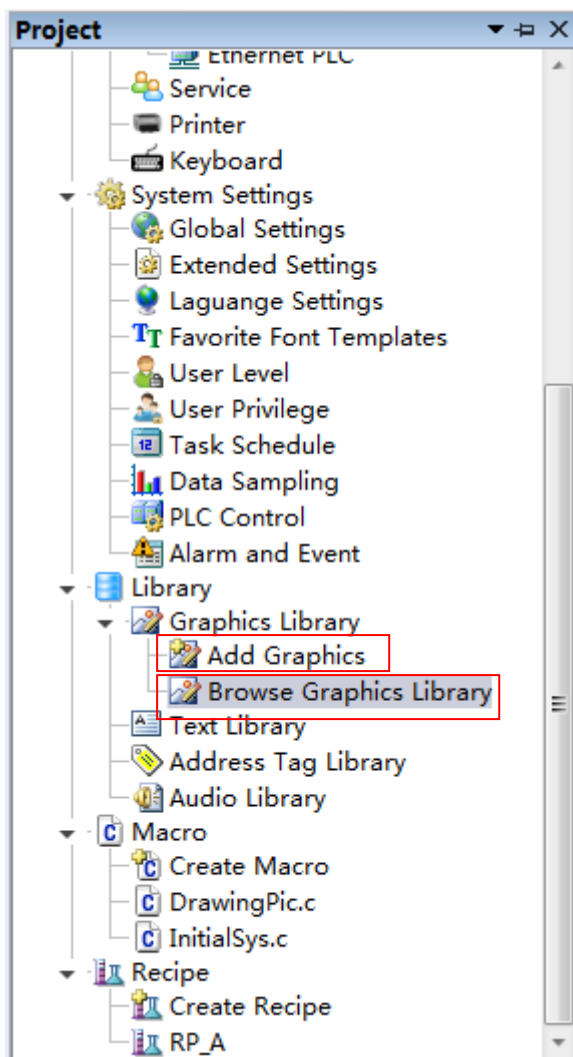 Project
Ethernet PLC
Service
Printer
Keyboard
System Settings
Global Settings
Extended Settings
Laguange Settings
Favorite Font Templates
User Level
User Privilege
Task Schedule
Data Sampling
PLC Control
Alarm and Event
Library
Graphics Library
Add Graphics
Browse Graphics Library
Text Library
Address Tag Library
Audio Library
Macro
Create Macro
DrawingPic.c
InitialSys.c
Recipe
Create Recipe
RP_A